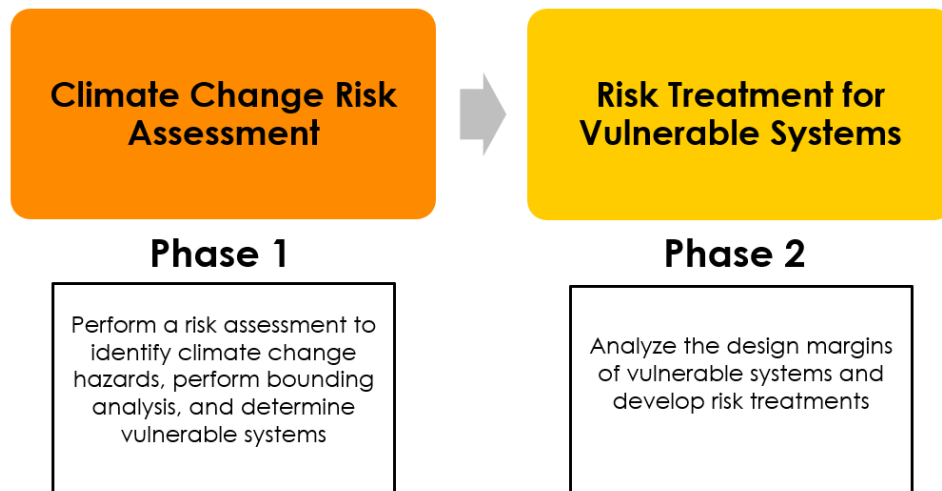 Climate Change Risk
Assessment
Risk Treatment for
Vulnerable Systems
Phase 1
Phase 2
Perform a risk assessment to
identify climate change
hazards, perform bounding
analysis, and determine
vulnerable systems
Analyze the design margins
of vulnerable systems and
develop risk treatments